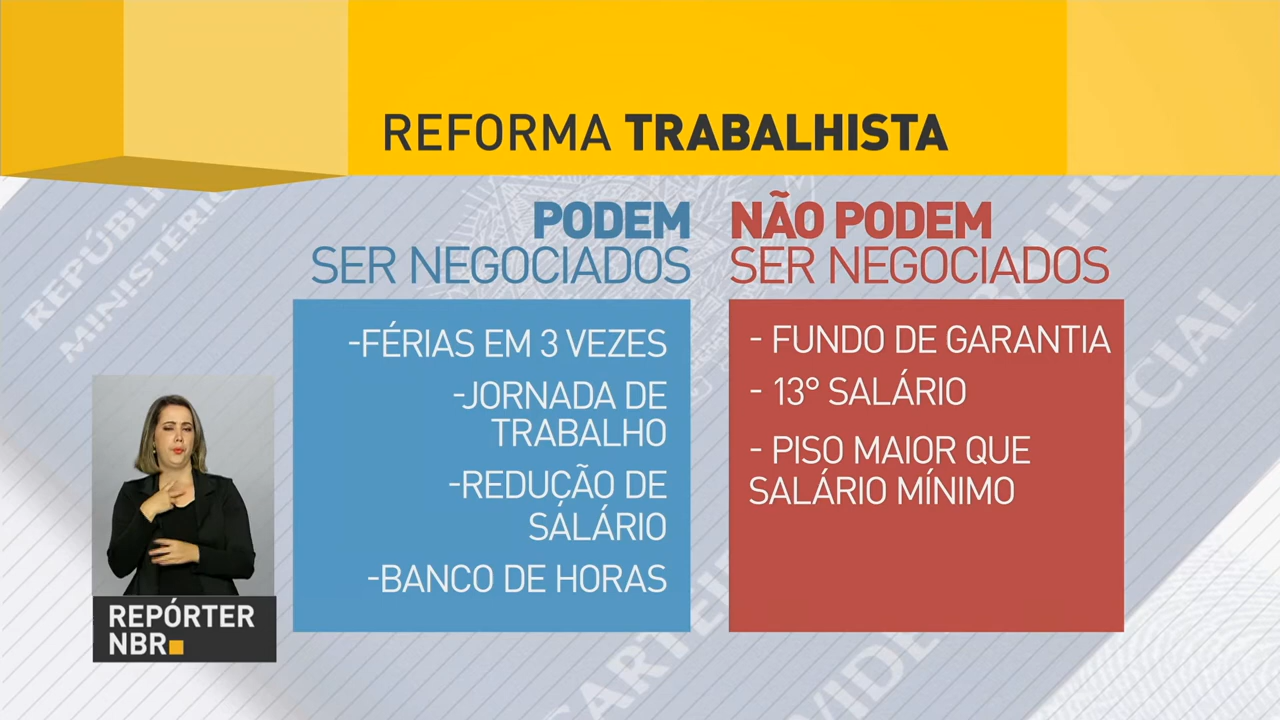 REFORMA TRABALHISTA
PODEM
SER NEGOCIADOS
-FÉRIAS EM 3 VEZES
-JORNADA DE
TRABALHO
-REDUÇÃO DE
SALÁRIO
-BANCO DE HORAS
NÃO PODEM
SER NEGOCIADOS
- FUNDO DE GARANTIA
- 13° SALÁRIO
- PISO MAIOR QUE
SALÁRIO MÍNIMO
REPÓRTER
NBR